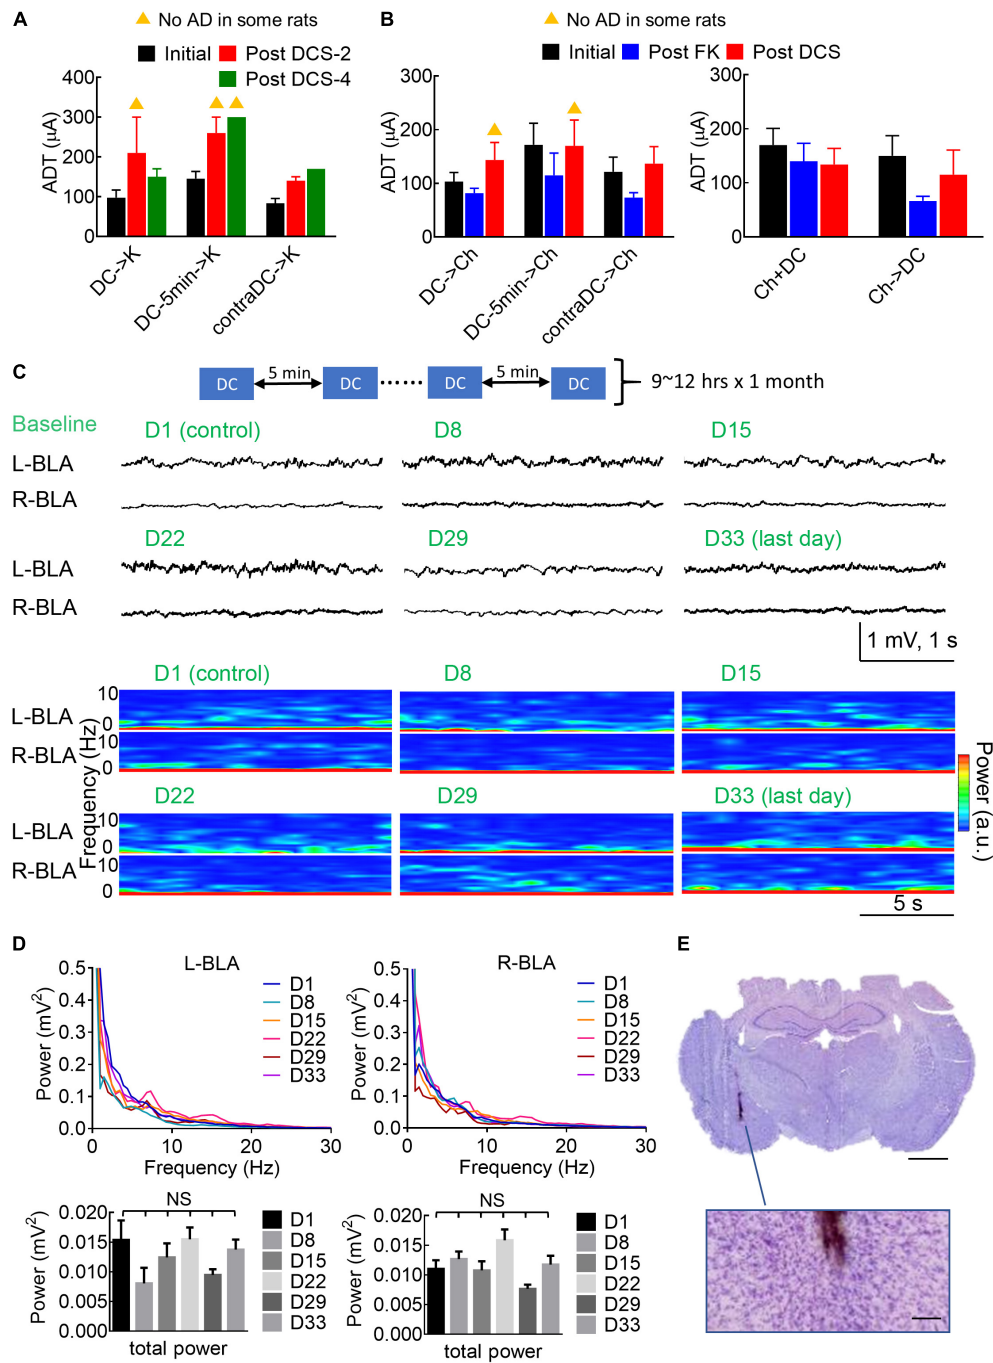 A
No AD in some rats
Initial
Post DCS-2
Post DCS-4
ADT (µA)
400
300
200
100
0
DC->K
DC-5min->K
contraDC->K
B
No AD in some rats
Initial
Post FK
Post DCS
ADT (µA)
300
200
100
0
DC->Ch
DC-5min->Ch
contraDC->Ch
ADT (µA)
300
200
100
0
Ch+DC
Ch->DC
C
DC
5 min
DC
DC
5 min
DC
9~12 hrs x 1 month
Baseline
D1 (control)
D8
D15
L-BLA
R-BLA
D22
D29
D33 (last day)
L-BLA
R-BLA
1 mV, 1 s
D1 (control)
D8
D15
L-BLA
10
0
R-BLA
10
0
Frequency (Hz)
D22
D29
D33 (last day)
L-BLA
10
0
R-BLA
10
0
Power (a.u.)
5 s
D
L-BLA
Power (mV²)
0.5
0.4
0.3
0.2
0.1
0.0
0
10
20
30
Frequency (Hz)
D1
D8
D15
D22
D29
D33
R-BLA
Power (mV²)
0.5
0.4
0.3
0.2
0.1
0.0
0
10
20
30
Frequency (Hz)
D1
D8
D15
D22
D29
D33
NS
Power (mV²)
0.020
0.015
0.010
0.005
0.000
total power
D1
D8
D15
D22
D29
D33
NS
Power (mV²)
0.020
0.015
0.010
0.005
0.000
total power
D1
D8
D15
D22
D29
D33
E